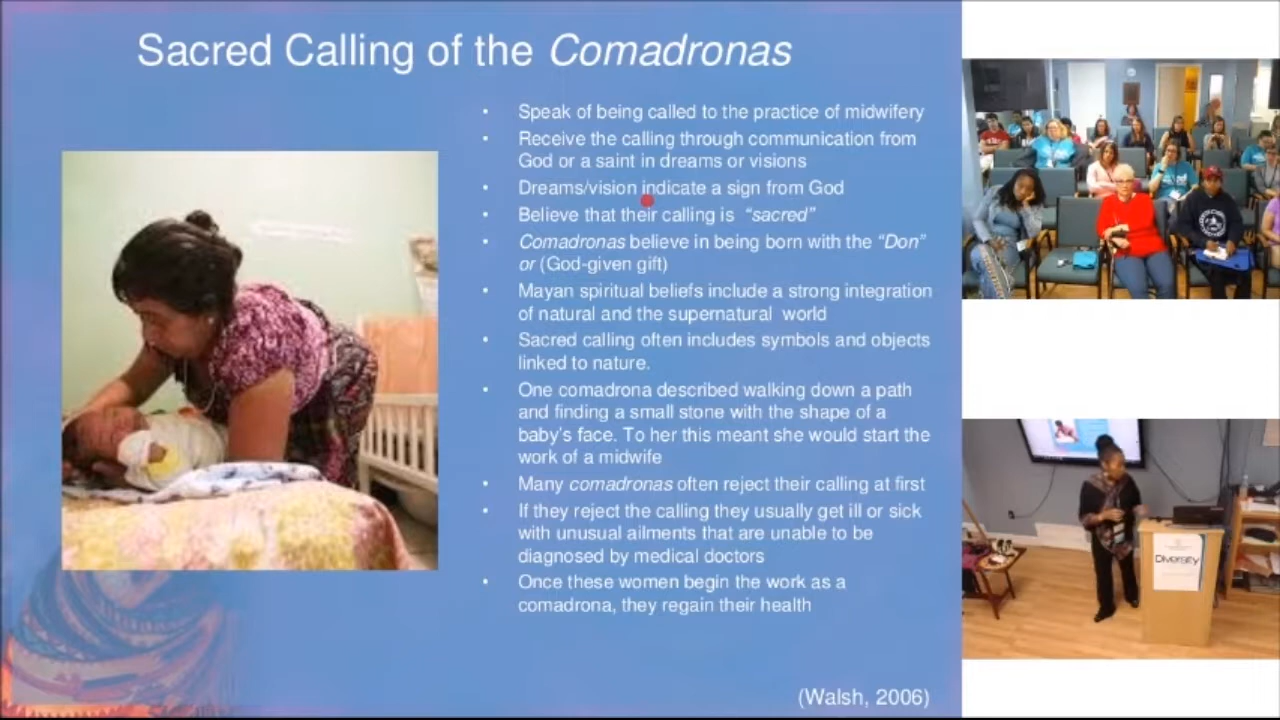 Sacred Calling of the Comadronas
• Speak of being called to the practice of midwifery
• Receive the calling through communication from
God or a saint in dreams or visions
• Dreams/vision indicate a sign from God
• Believe that their calling is “sacred”
• Comadronas believe in being born with the “Don”
or (God-given gift)
• Mayan spiritual beliefs include a strong integration
of natural and the supernatural world
• Sacred calling often includes symbols and objects
linked to nature.
• One comadrona described walking down a path
and finding a small stone with the shape of a
baby’s face. To her this meant she would start the
work of a midwife
• Many comadronas often reject their calling at first
• If they reject the calling they usually get ill or sick
with unusual ailments that are unable to be
diagnosed by medical doctors
• Once these women begin the work as a
comadrona, they regain their health
(Walsh, 2006)
Diversity